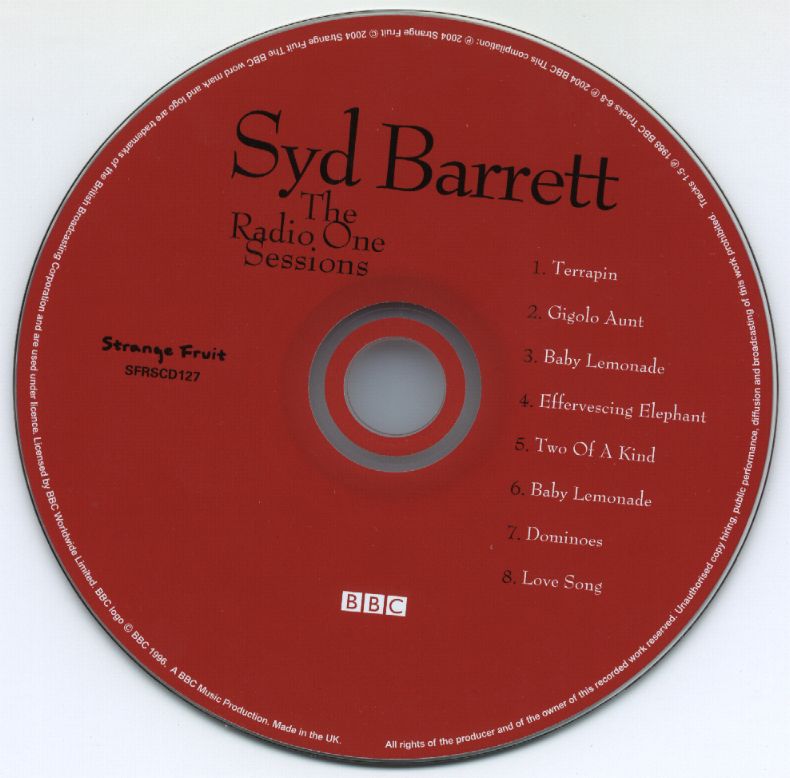 Syd Barrett
The
Radio One
Sessions
1. Terrapin
2. Gigolo Aunt
3. Baby Lemonade
4. Effervescing Elephant
5. Two Of A Kind
6. Baby Lemonade
7. Dominoes
8. Love Song
Strange Fruit
SFRSCD127
BBC
Tracks 1-5 ℗ 1988 BBC Tracks 6-8 ℗ 2004 BBC This compilation: ℗ 2004 Strange Fruit © 2004 Strange Fruit The BBC word mark and logo are trademarks of the British Broadcasting Corporation and are used under licence. Licensed by BBC Worldwide Limited. BBC logo © BBC 1996. A BBC Music Production. Made in the UK.
All rights of the producer and of the owner of this recorded work reserved. Unauthorised copy hiring, public performance, diffusion and broadcasting of this work prohibited.